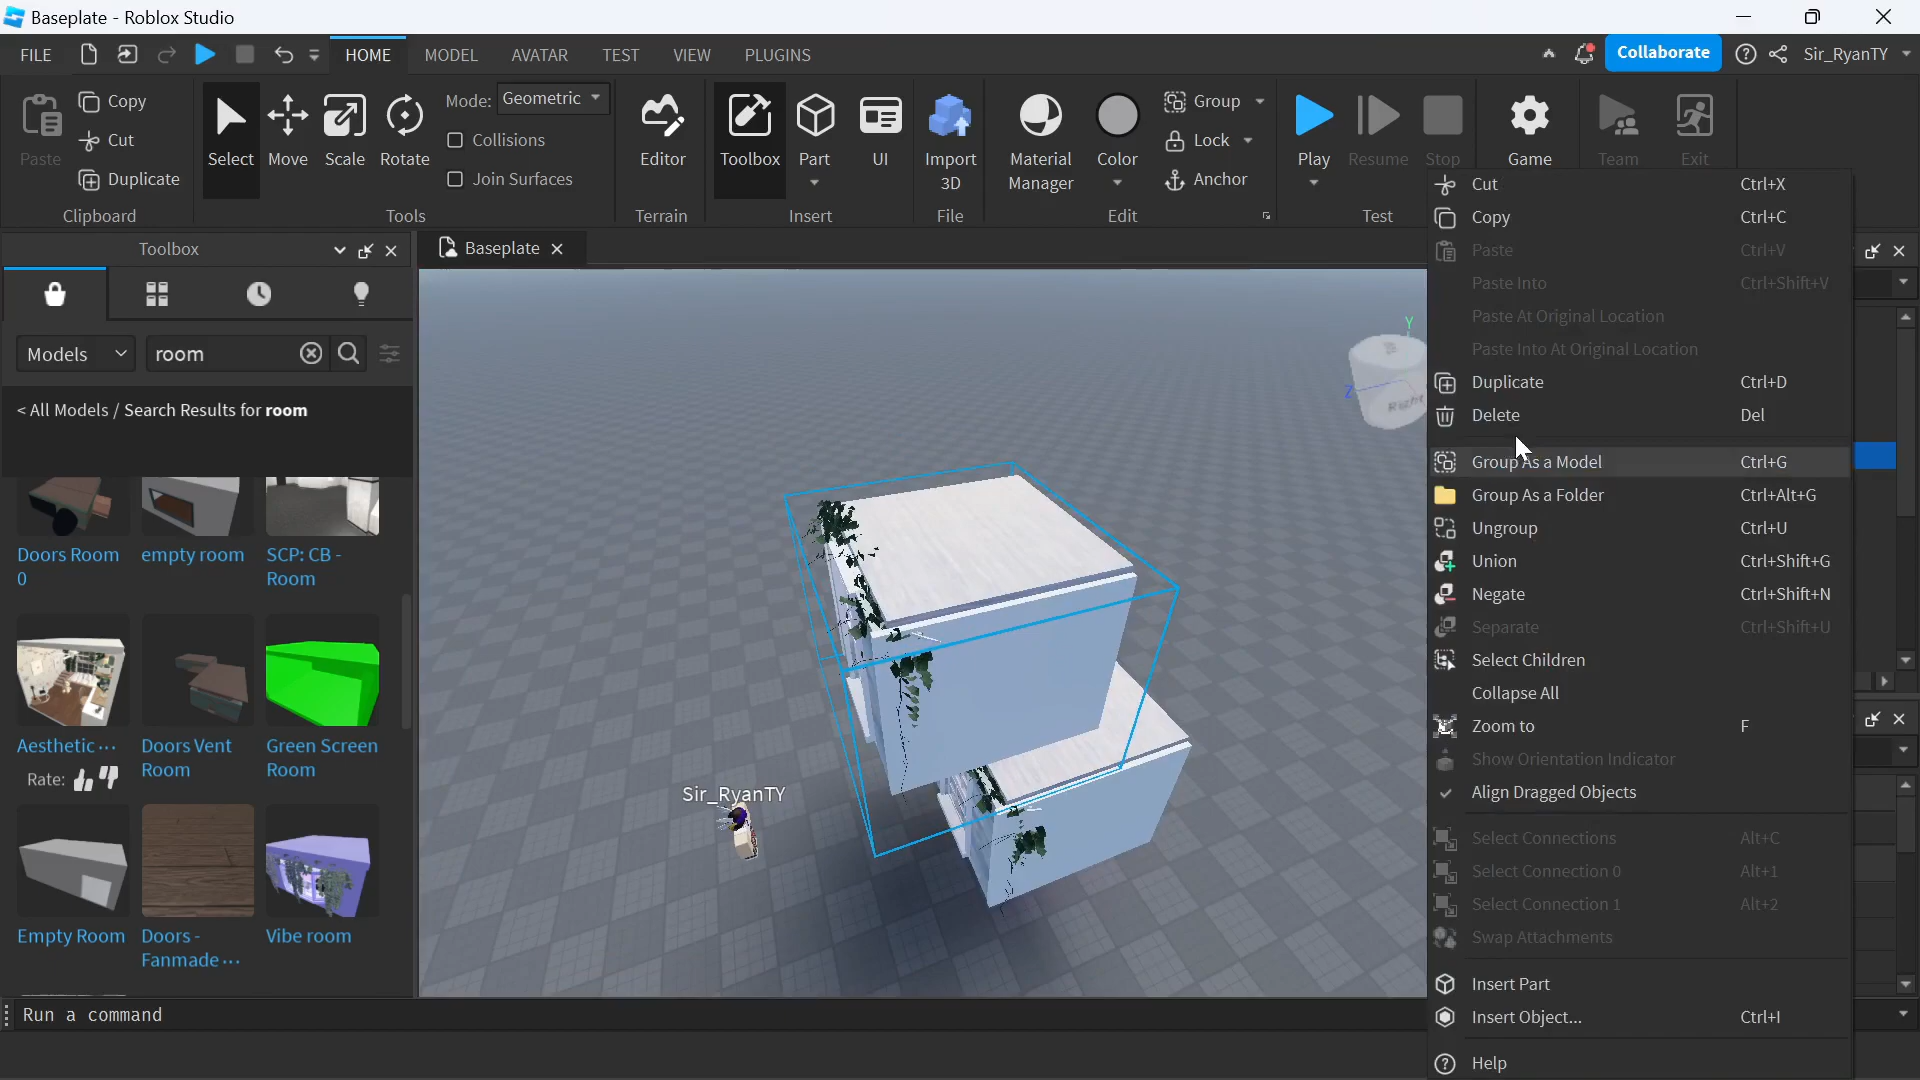 Baseplate - Roblox Studio
FILE
HOME
MODEL
AVATAR
TEST
VIEW
PLUGINS
Collaborate
Sir_RyanTY
Paste
Copy
Cut
Duplicate
Clipboard
Select
Move
Scale
Rotate
Mode: Geometric
Collisions
Join Surfaces
Tools
Editor
Terrain
Toolbox
Part
UI
Insert
Import
3D
File
Material
Manager
Color
Group
Lock
Anchor
Edit
Play
Resume
Stop
Test
Game
Team
Exit
Toolbox
Baseplate
Models
room
< All Models / Search Results for room
Doors Room
0
empty room
SCP: CB -
Room
Aesthetic ...
Rate:
Doors Vent
Room
Green Screen
Room
Empty Room
Doors -
Fanmade ...
Vibe room
Y
Z
Right
Sir_RyanTY
Cut Ctrl+X
Copy Ctrl+C
Paste Ctrl+V
Paste Into Ctrl+Shift+V
Paste At Original Location
Paste Into At Original Location
Duplicate Ctrl+D
Delete Del
Group As a Model Ctrl+G
Group As a Folder Ctrl+Alt+G
Ungroup Ctrl+U
Union Ctrl+Shift+G
Negate Ctrl+Shift+N
Separate Ctrl+Shift+U
Select Children
Collapse All
Zoom to F
Show Orientation Indicator
Align Dragged Objects
Select Connections Alt+C
Select Connection 0 Alt+1
Select Connection 1 Alt+2
Swap Attachments
Insert Part
Insert Object... Ctrl+I
Help
Run a command